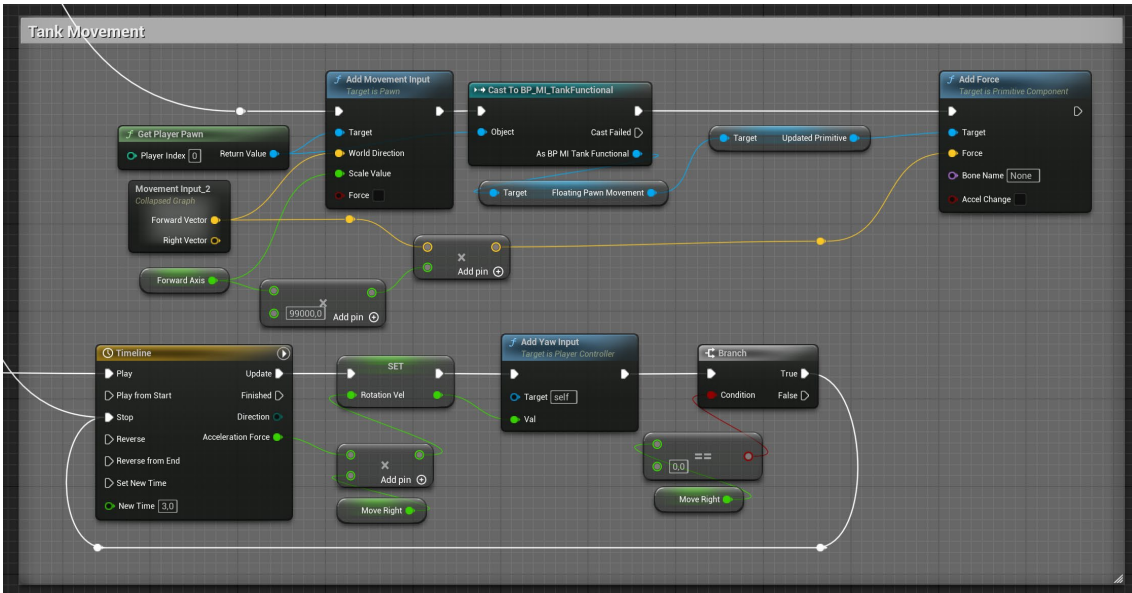 Tank Movement
Add Movement Input
Target is Pawn
Target
World Direction
Scale Value
Force
Cast To BP_MI_TankFunctional
Object
Cast Failed
As BP MI Tank Functional
Add Force
Target is Primitive Component
Target
Force
Bone Name None
Accel Change
Get Player Pawn
Player Index 0 Return Value
Target Updated Primitive
Target Floating Pawn Movement
Movement Input_2
Collapsed Graph
Forward Vector
Right Vector
×
Add pin
Forward Axis
×
99000,0 Add pin
Timeline
Play Update
Play from Start Finished
Stop Direction
Reverse Acceleration Force
Reverse from End
Set New Time
New Time 3,0
SET
Rotation Vel
×
Add pin
Move Right
Add Yaw Input
Target is Player Controller
Target self
Val
Branch
True
Condition False
==
0,0
Move Right